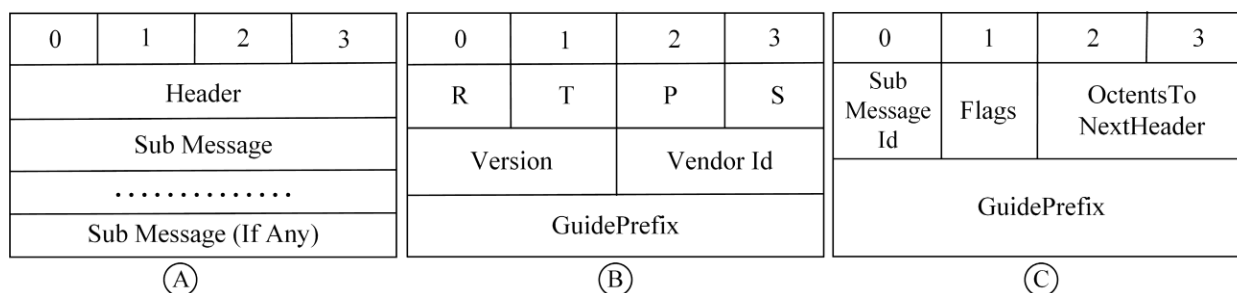 0 1 2 3
Header
Sub Message
..............
Sub Message (If Any)
A
0 1 2 3
R T P S
Version Vendor Id
GuidePrefix
B
0 1 2 3
Sub
Message
Id
Flags
OctentsTo
NextHeader
GuidePrefix
C